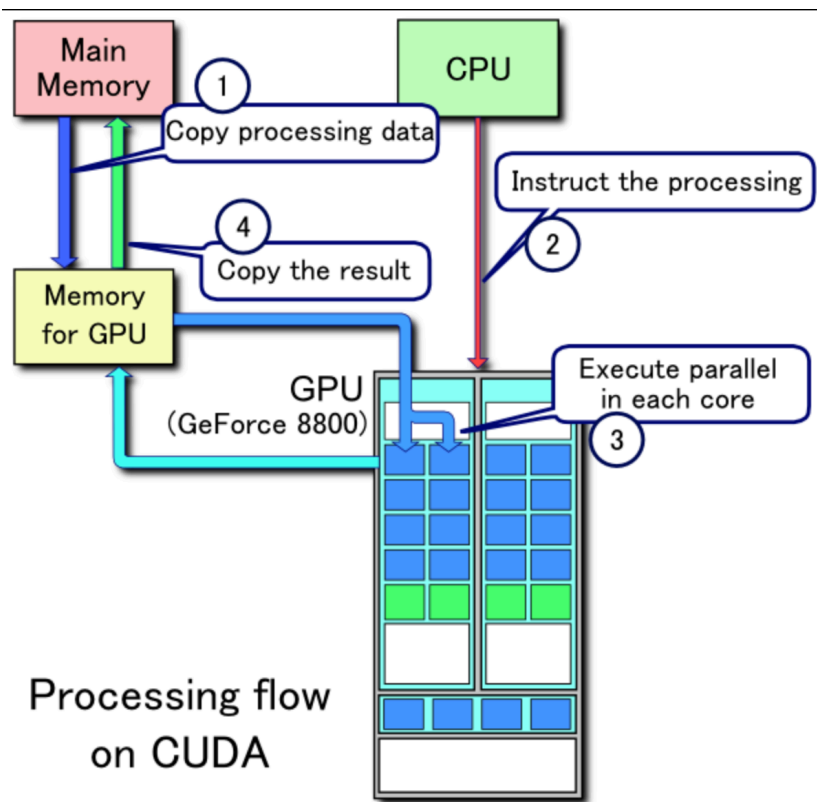 Main
Memory
CPU
1
Copy processing data
Instruct the processing
2
4
Copy the result
Memory
for GPU
GPU
(GeForce 8800)
Execute parallel
in each core
3
Processing flow
on CUDA